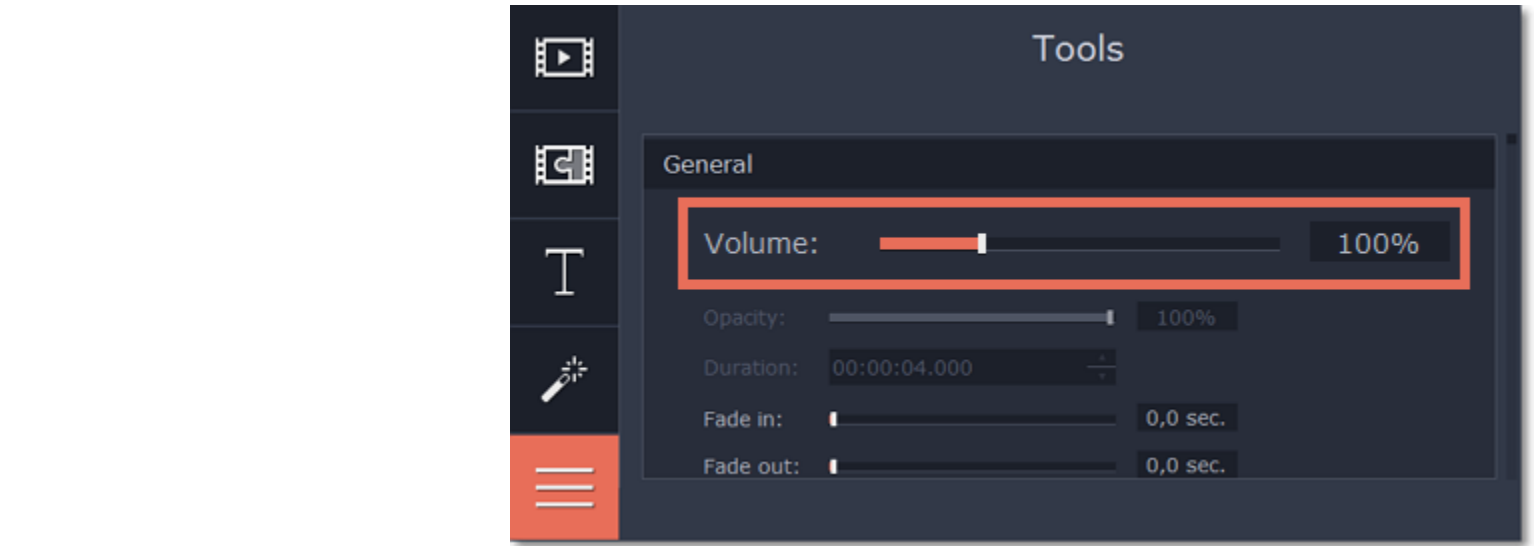 Tools
General
Volume: 100%
Opacity: 100%
Duration: 00:00:04.000
Fade in: 0,0 sec.
Fade out: 0,0 sec.